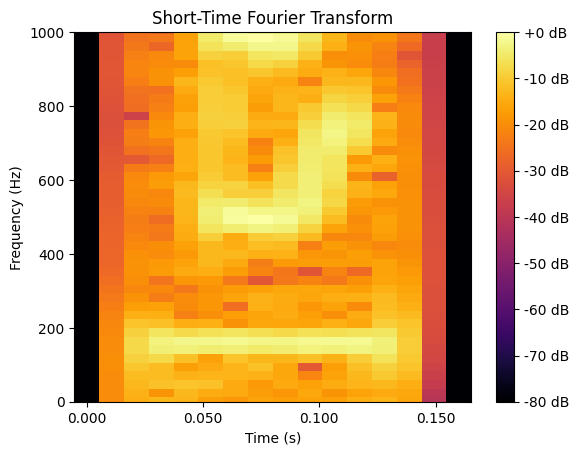 Short-Time Fourier Transform
1000
800
600
400
200
0
Frequency (Hz)
0.000
0.050
0.100
0.150
Time (s)
+0 dB
-10 dB
-20 dB
-30 dB
-40 dB
-50 dB
-60 dB
-70 dB
-80 dB